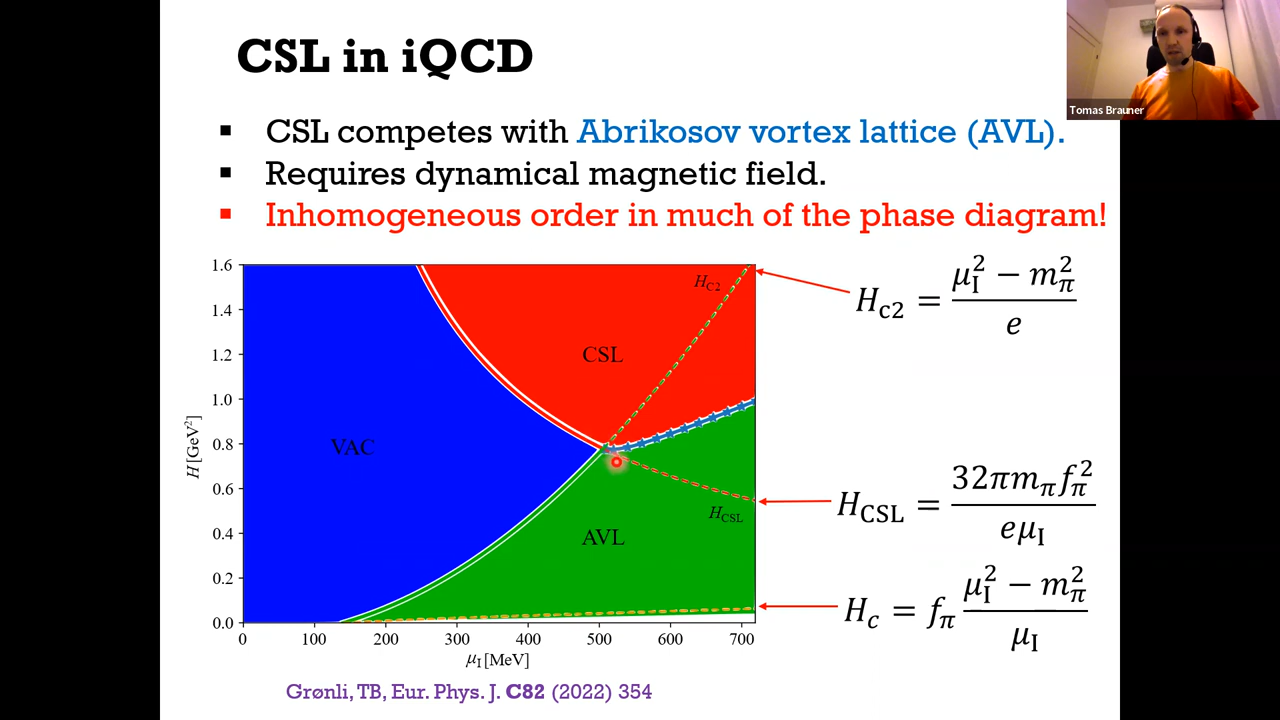 CSL in iQCD
Tomas Brauner
▪ CSL competes with Abrikosov vortex lattice (AVL).
▪ Requires dynamical magnetic field.
▪ Inhomogeneous order in much of the phase diagram!
1.6
1.4
1.2
1.0
0.8
0.6
0.4
0.2
0.0
H [GeV²]
0 100 200 300 400 500 600 700
μ_I [MeV]
VAC
CSL
AVL
H_C2
H_CSL
H_c2 = (μ_I² − m_π²) / e
H_CSL = 32πm_π f_π² / eμ_I
H_c = f_π (μ_I² − m_π²) / μ_I
Grønli, TB, Eur. Phys. J. C82 (2022) 354